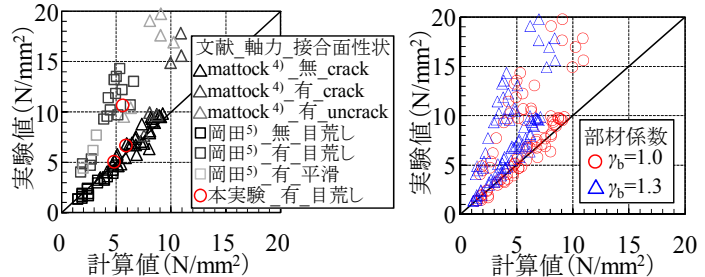 20
15
10
5
0
5
10
15
20
実験値(N/mm²)
計算値(N/mm²)
文献_軸力_接合面性状
mattock⁴⁾_無_crack
mattock⁴⁾_有_crack
mattock⁴⁾_有_uncrack
岡田⁵⁾_無_目荒し
岡田⁵⁾_有_目荒し
岡田⁵⁾_有_平滑
本実験_有_目荒し
20
15
10
5
0
5
10
15
20
実験値(N/mm²)
計算値(N/mm²)
部材係数
γb=1.0
γb=1.3